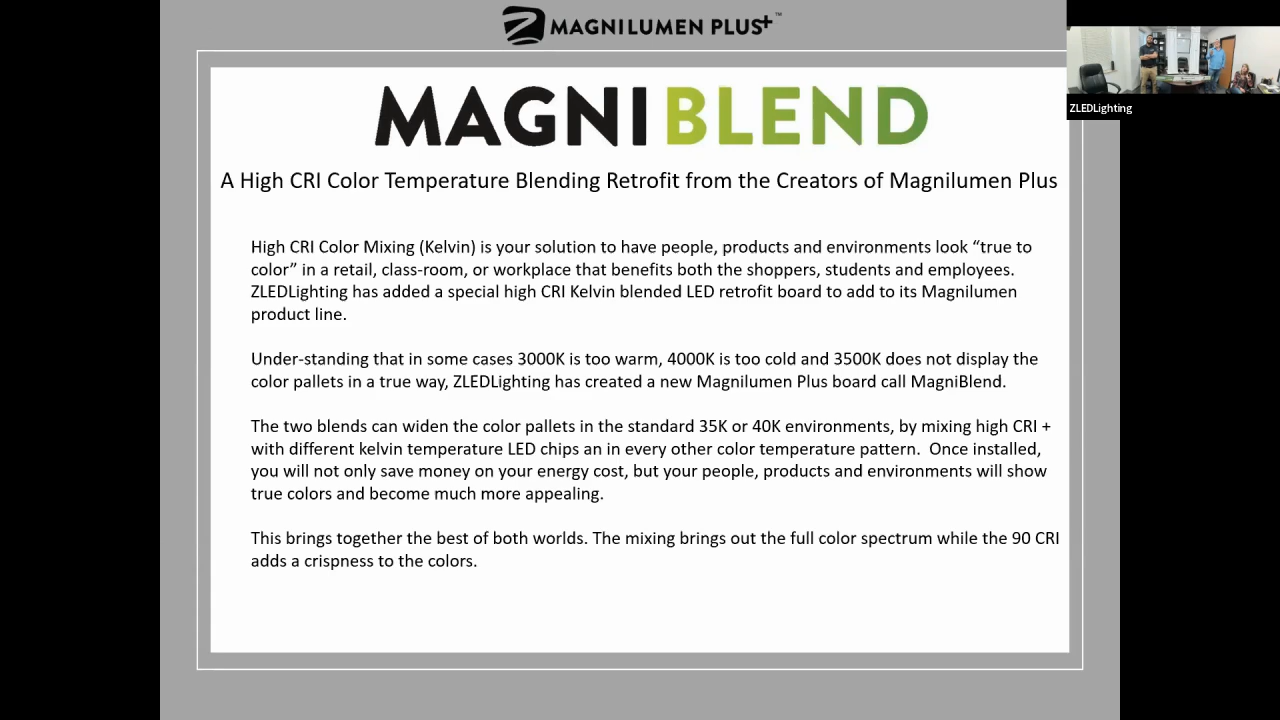 MAGNILUMEN PLUS+™
ZLEDLighting
MAGNIBLEND
A High CRI Color Temperature Blending Retrofit from the Creators of Magnilumen Plus
High CRI Color Mixing (Kelvin) is your solution to have people, products and environments look “true to
color” in a retail, class-room, or workplace that benefits both the shoppers, students and employees.
ZLEDLighting has added a special high CRI Kelvin blended LED retrofit board to add to its Magnilumen
product line.
Under-standing that in some cases 3000K is too warm, 4000K is too cold and 3500K does not display the
color pallets in a true way, ZLEDLighting has created a new Magnilumen Plus board call MagniBlend.
The two blends can widen the color pallets in the standard 35K or 40K environments, by mixing high CRI +
with different kelvin temperature LED chips an in every other color temperature pattern.  Once installed,
you will not only save money on your energy cost, but your people, products and environments will show
true colors and become much more appealing.
This brings together the best of both worlds. The mixing brings out the full color spectrum while the 90 CRI
adds a crispness to the colors.